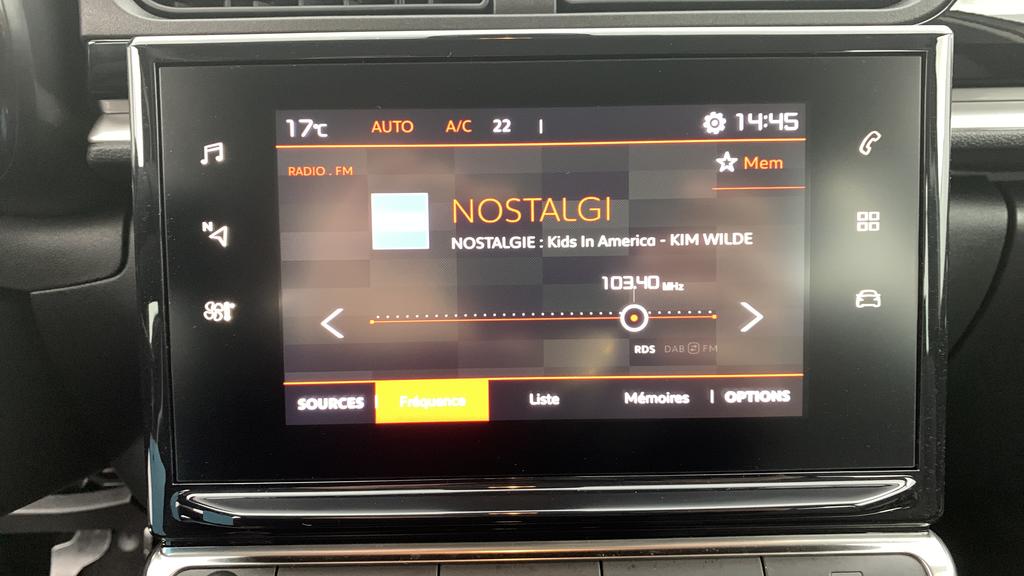 17°C AUTO A/C 22 14:45
RADIO . FM
Mem
NOSTALGI
NOSTALGIE : Kids In America - KIM WILDE
103.40 MHz
N
RDS DAB FM
SOURCES Fréquence Liste Mémoires OPTIONS